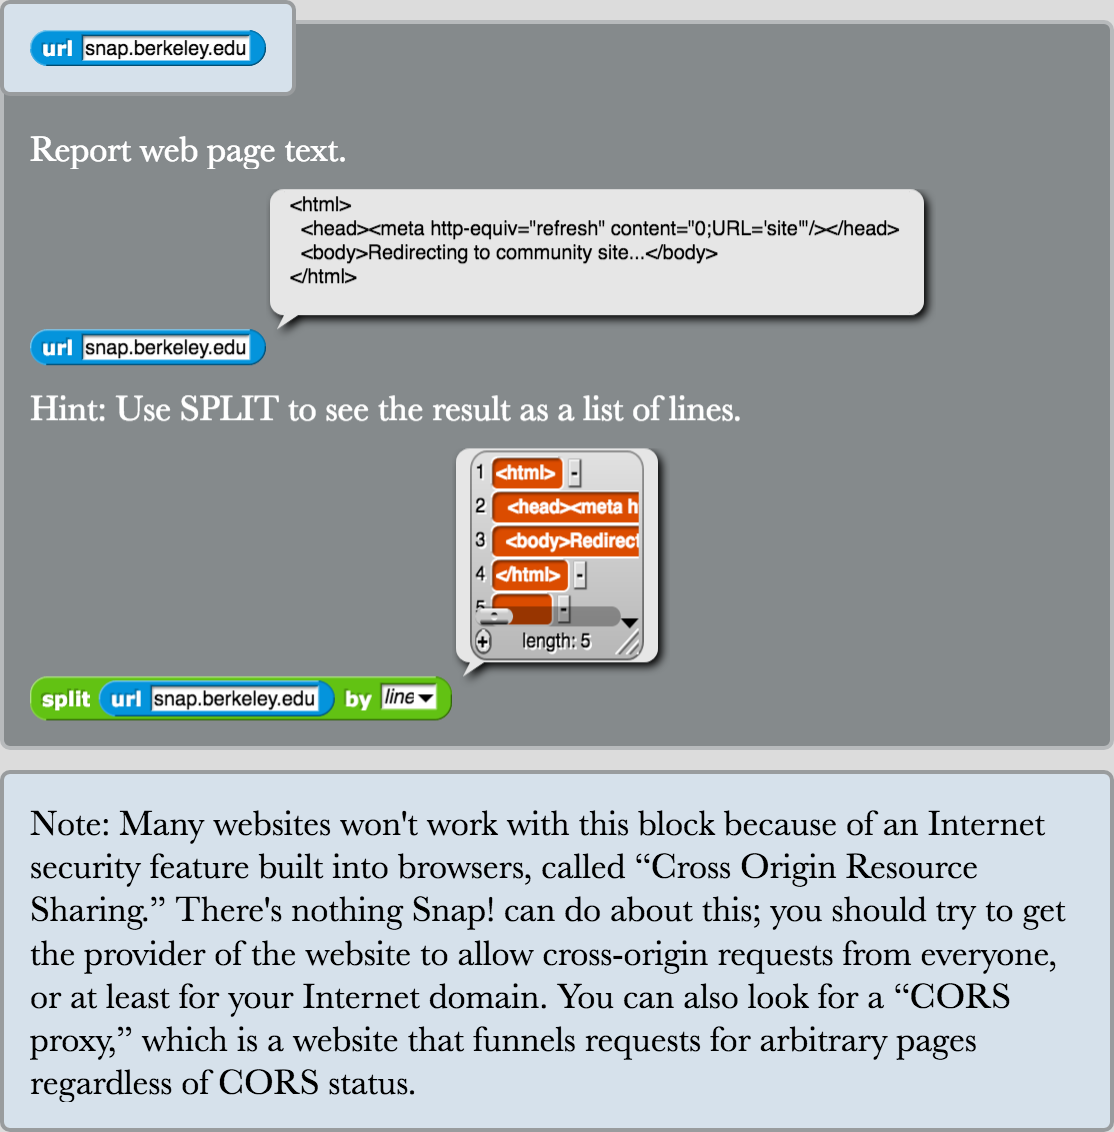 url snap.berkeley.edu
Report web page text.
<html>
<head><meta http-equiv="refresh" content="0;URL='site'"/></head>
<body>Redirecting to community site...</body>
</html>
url snap.berkeley.edu
Hint: Use SPLIT to see the result as a list of lines.
1 <html> -
2 <head><meta h
3 <body>Redirect
4 </html> -
5 -
+ length: 5
split url snap.berkeley.edu by line
Note: Many websites won't work with this block because of an Internet
security feature built into browsers, called “Cross Origin Resource
Sharing.” There's nothing Snap! can do about this; you should try to get
the provider of the website to allow cross-origin requests from everyone,
or at least for your Internet domain. You can also look for a “CORS
proxy,” which is a website that funnels requests for arbitrary pages
regardless of CORS status.